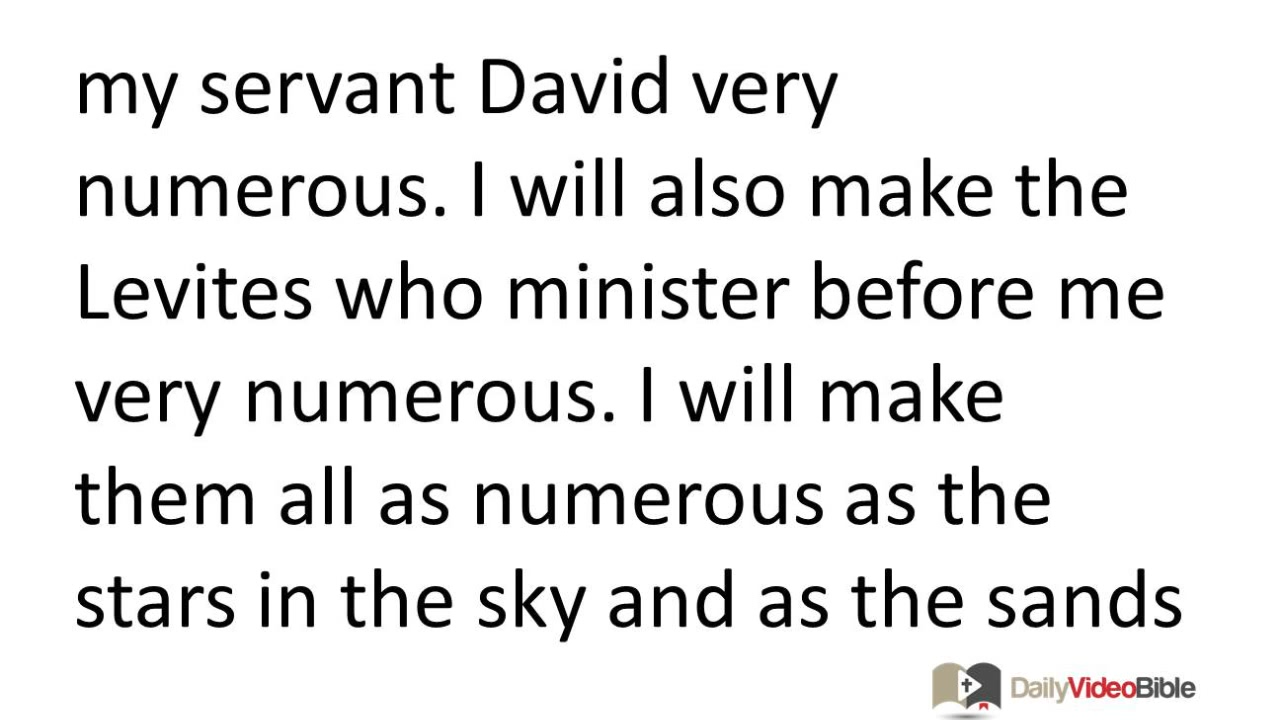 my servant David very
numerous. I will also make the
Levites who minister before me
very numerous. I will make
them all as numerous as the
stars in the sky and as the sands
DailyVideoBible